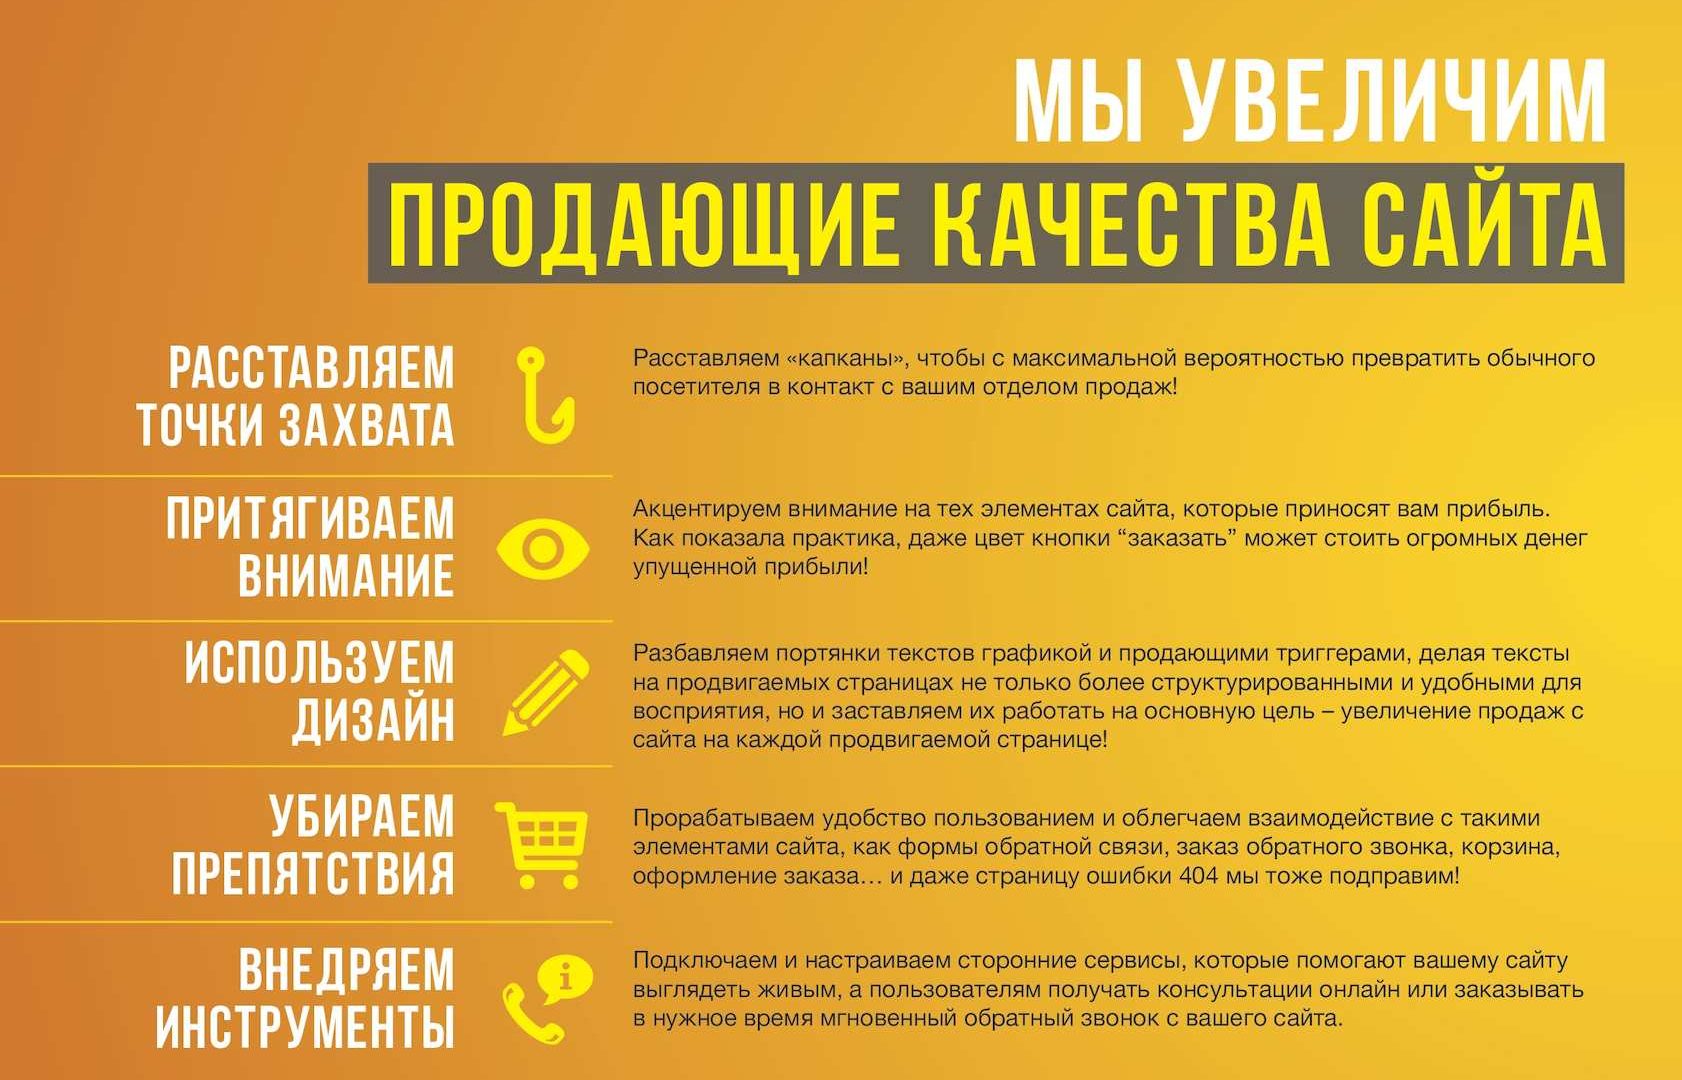 МЫ УВЕЛИЧИМ
ПРОДАЮЩИЕ КАЧЕСТВА САЙТА
РАССТАВЛЯЕМ
ТОЧКИ ЗАХВАТА
Расставляем «капканы», чтобы с максимальной вероятностью превратить обычного
посетителя в контакт с вашим отделом продаж!
ПРИТЯГИВАЕМ
ВНИМАНИЕ
Акцентируем внимание на тех элементах сайта, которые приносят вам прибыль.
Как показала практика, даже цвет кнопки “заказать” может стоить огромных денег
упущенной прибыли!
ИСПОЛЬЗУЕМ
ДИЗАЙН
Разбавляем портянки текстов графикой и продающими триггерами, делая тексты
на продвигаемых страницах не только более структурированными и удобными для
восприятия, но и заставляем их работать на основную цель – увеличение продаж с
сайта на каждой продвигаемой странице!
УБИРАЕМ
ПРЕПЯТСТВИЯ
Прорабатываем удобство пользованием и облегчаем взаимодействие с такими
элементами сайта, как формы обратной связи, заказ обратного звонка, корзина,
оформление заказа… и даже страницу ошибки 404 мы тоже подправим!
ВНЕДРЯЕМ
ИНСТРУМЕНТЫ
i
Подключаем и настраиваем сторонние сервисы, которые помогают вашему сайту
выглядеть живым, а пользователям получать консультации онлайн или заказывать
в нужное время мгновенный обратный звонок с вашего сайта.